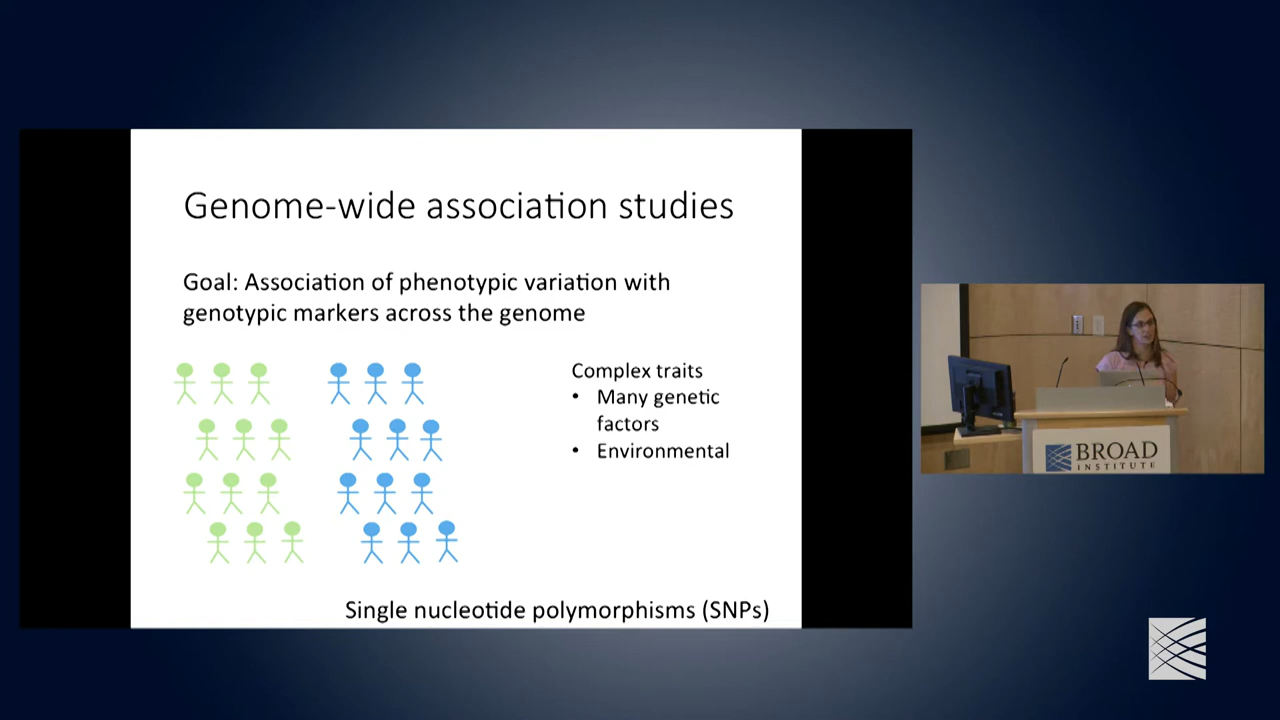 Genome-wide association studies
Goal: Association of phenotypic variation with
genotypic markers across the genome
Complex traits
• Many genetic
factors
• Environmental
Single nucleotide polymorphisms (SNPs)
BROAD
INSTITUTE